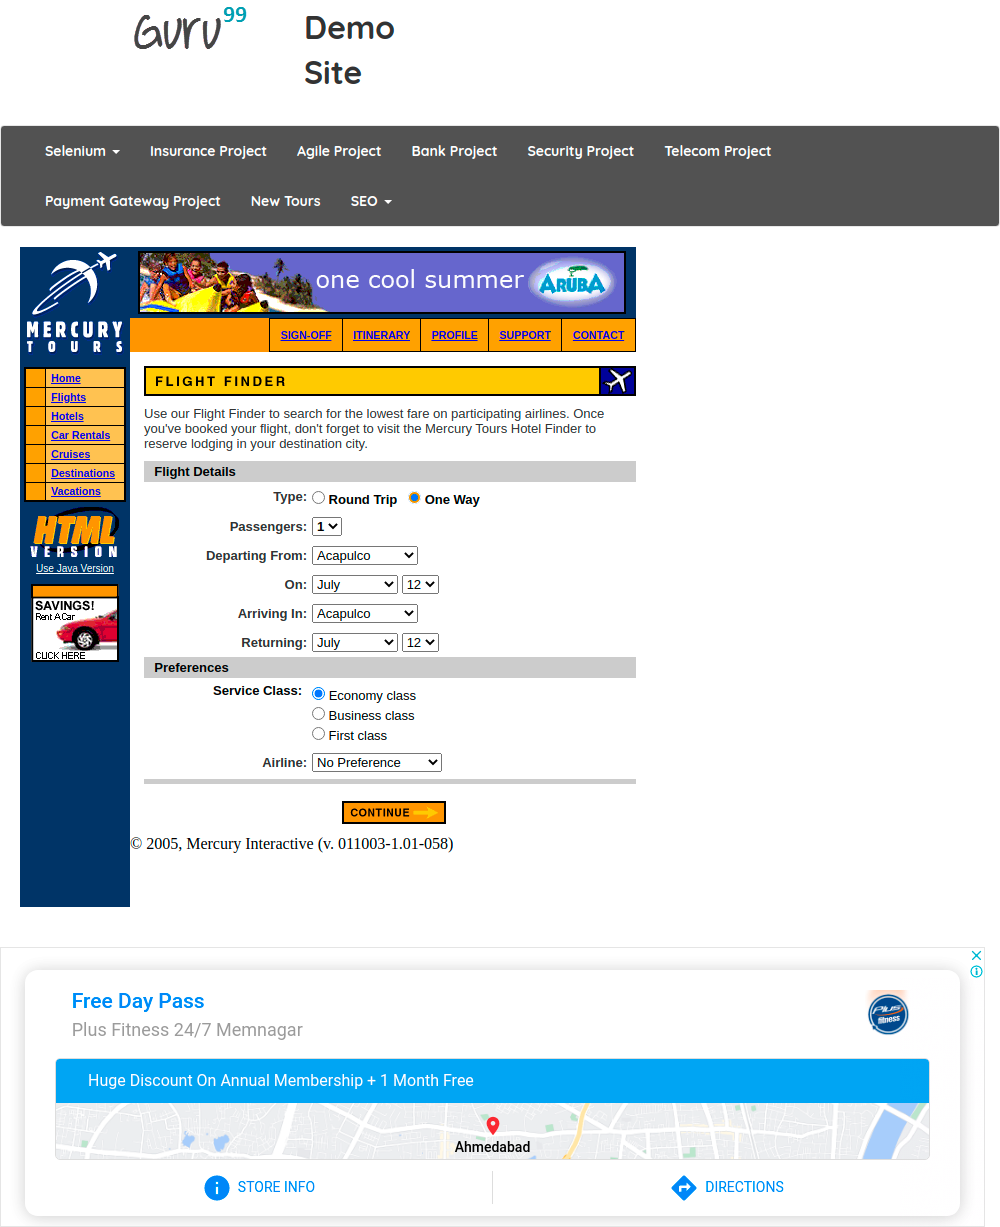 Guru 99
Demo
Site
Selenium
Insurance Project
Agile Project
Bank Project
Security Project
Telecom Project
Payment Gateway Project
New Tours
SEO
one cool summer
ARUBA
MERCURY
TOURS
SIGN-OFF
ITINERARY
PROFILE
SUPPORT
CONTACT
Home
Flights
Hotels
Car Rentals
Cruises
Destinations
Vacations
HTML
VERSION
Use Java Version
SAVINGS!
Rent A Car
CLICK HERE
FLIGHT FINDER
Use our Flight Finder to search for the lowest fare on participating airlines. Once
you've booked your flight, don't forget to visit the Mercury Tours Hotel Finder to
reserve lodging in your destination city.
Flight Details
Type: Round Trip One Way
Passengers: 1
Departing From: Acapulco
On: July 12
Arriving In: Acapulco
Returning: July 12
Preferences
Service Class: Economy class
Business class
First class
Airline: No Preference
CONTINUE
© 2005, Mercury Interactive (v. 011003-1.01-058)
Free Day Pass
Plus Fitness 24/7 Memnagar
Plus
fitness
Huge Discount On Annual Membership + 1 Month Free
Ahmedabad
STORE INFO
DIRECTIONS